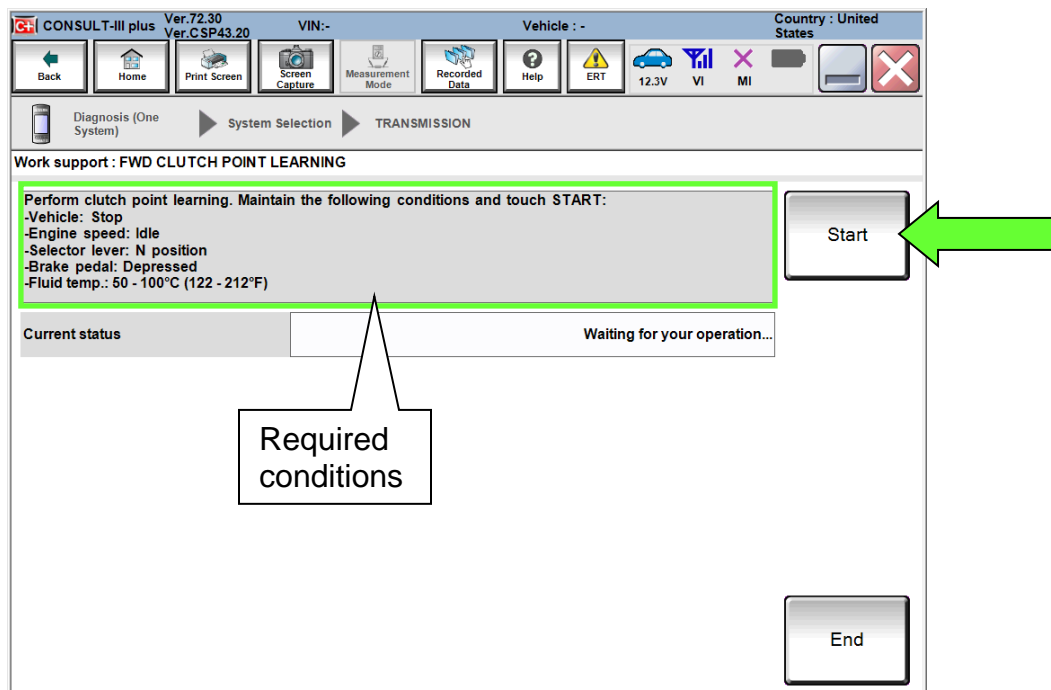 C+ CONSULT-III plus Ver.72.30 VIN:- Vehicle : - Country : United
Ver.CSP43.20 States
Back Home Print Screen Screen Capture Measurement Mode Recorded Data Help ERT 12.3V VI MI
Diagnosis (One System) System Selection TRANSMISSION
Work support : FWD CLUTCH POINT LEARNING
Perform clutch point learning. Maintain the following conditions and touch START:
-Vehicle: Stop
-Engine speed: Idle
-Selector lever: N position
-Brake pedal: Depressed
-Fluid temp.: 50 - 100°C (122 - 212°F)
Start
Current status Waiting for your operation...
Required
conditions
End